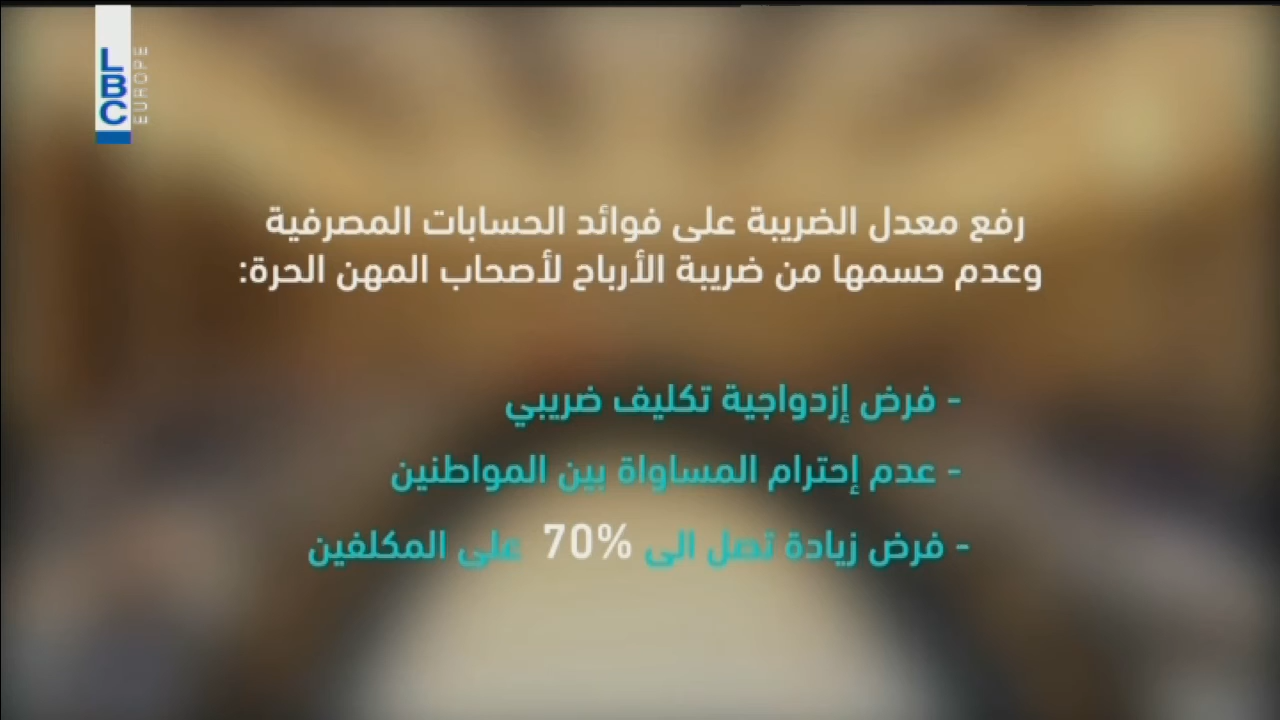 LBC
EUROPE
رفع معدل الضريبة على فوائد الحسابات المصرفية
وعدم حسمها من ضريبة الأرباح لأصحاب المهن الحرة:
- فرض إزدواجية تكليف ضريبي
- عدم إحترام المساواة بين المواطنين
- فرض زيادة تصل الى 70% على المكلفين